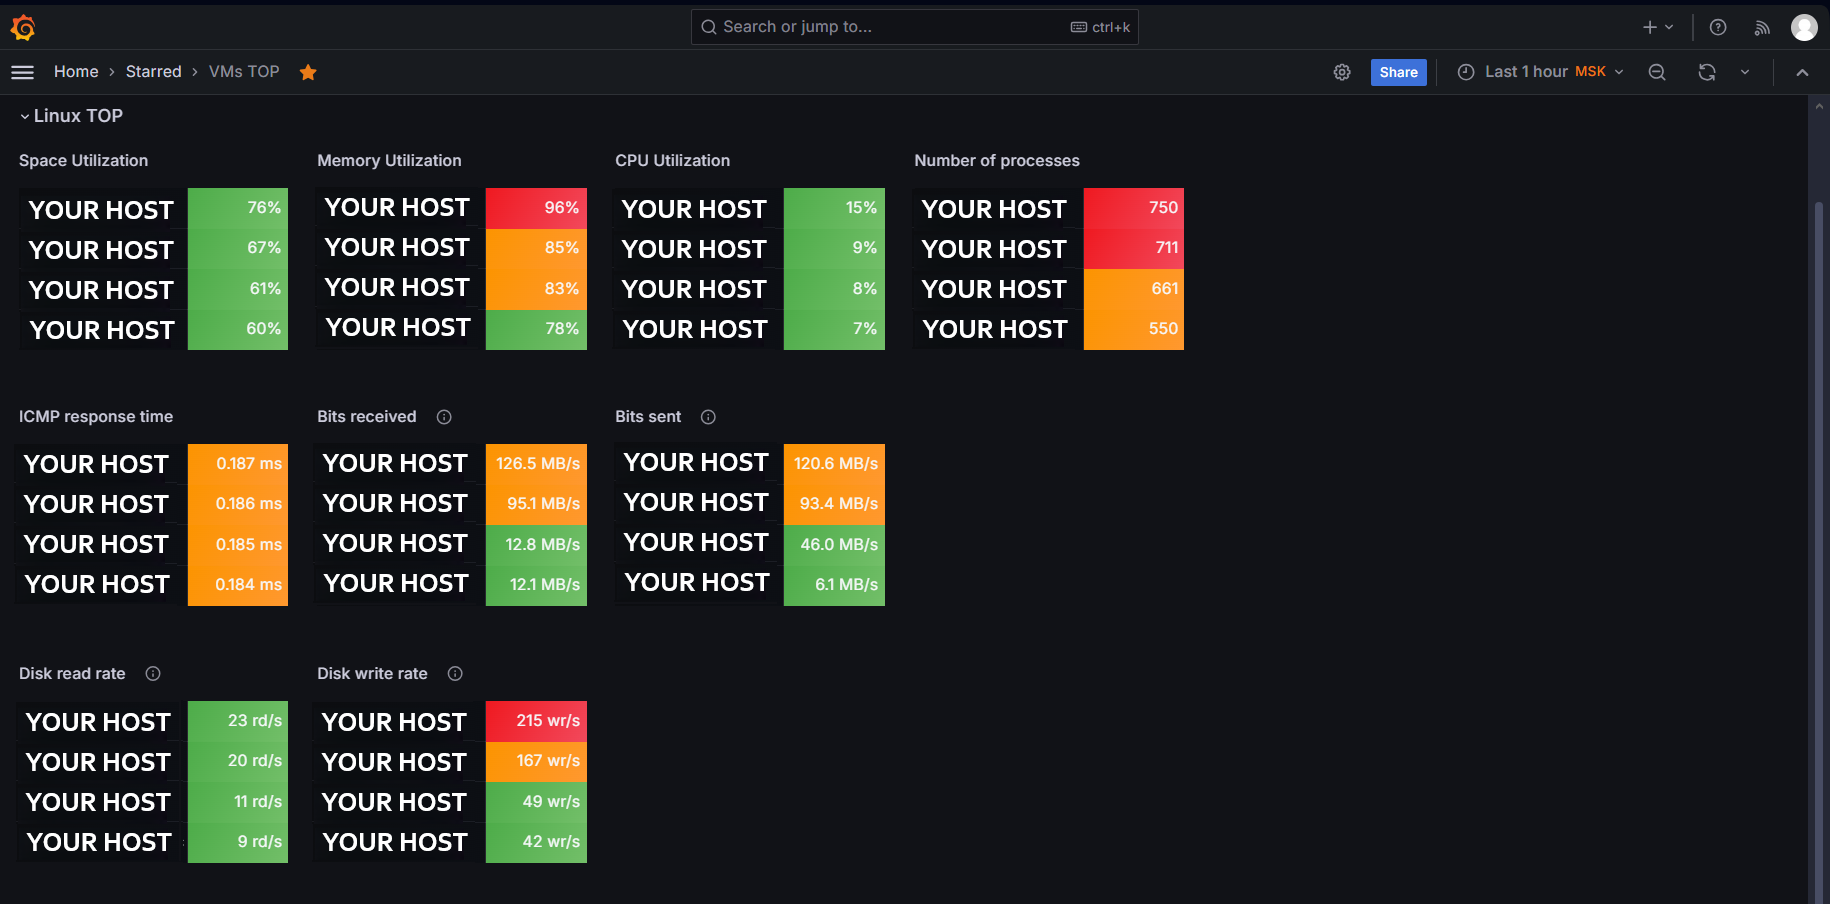 Search or jump to... ctrl+k
Home › Starred › VMs TOP
Share Last 1 hour MSK
Linux TOP
Space Utilization
YOUR HOST 76%
YOUR HOST 67%
YOUR HOST 61%
YOUR HOST 60%
Memory Utilization
YOUR HOST 96%
YOUR HOST 85%
YOUR HOST 83%
YOUR HOST 78%
CPU Utilization
YOUR HOST 15%
YOUR HOST 9%
YOUR HOST 8%
YOUR HOST 7%
Number of processes
YOUR HOST 750
YOUR HOST 711
YOUR HOST 661
YOUR HOST 550
ICMP response time
YOUR HOST 0.187 ms
YOUR HOST 0.186 ms
YOUR HOST 0.185 ms
YOUR HOST 0.184 ms
Bits received
YOUR HOST 126.5 MB/s
YOUR HOST 95.1 MB/s
YOUR HOST 12.8 MB/s
YOUR HOST 12.1 MB/s
Bits sent
YOUR HOST 120.6 MB/s
YOUR HOST 93.4 MB/s
YOUR HOST 46.0 MB/s
YOUR HOST 6.1 MB/s
Disk read rate
YOUR HOST 23 rd/s
YOUR HOST 20 rd/s
YOUR HOST 11 rd/s
YOUR HOST 9 rd/s
Disk write rate
YOUR HOST 215 wr/s
YOUR HOST 167 wr/s
YOUR HOST 49 wr/s
YOUR HOST 42 wr/s